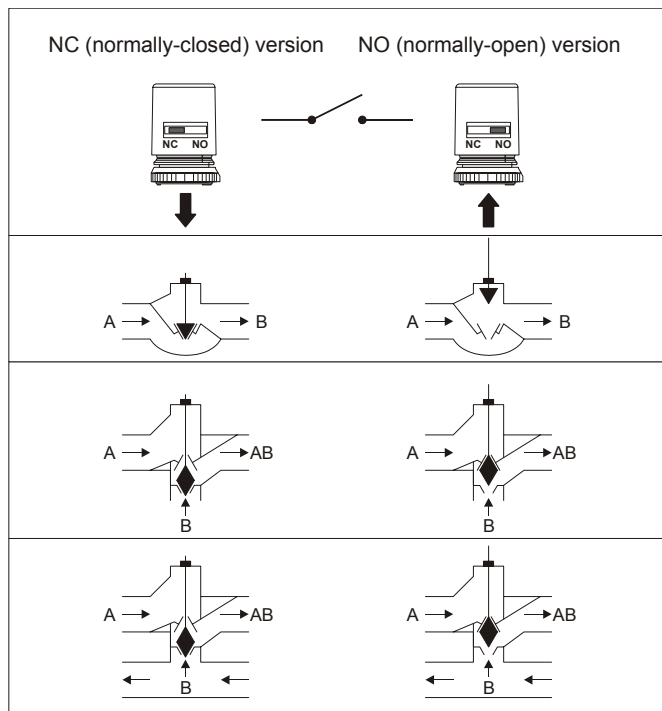 NC (normally-closed) version NO (normally-open) version
NC NO NC NO
A B A B
A AB A AB
B B
A AB A AB
B B